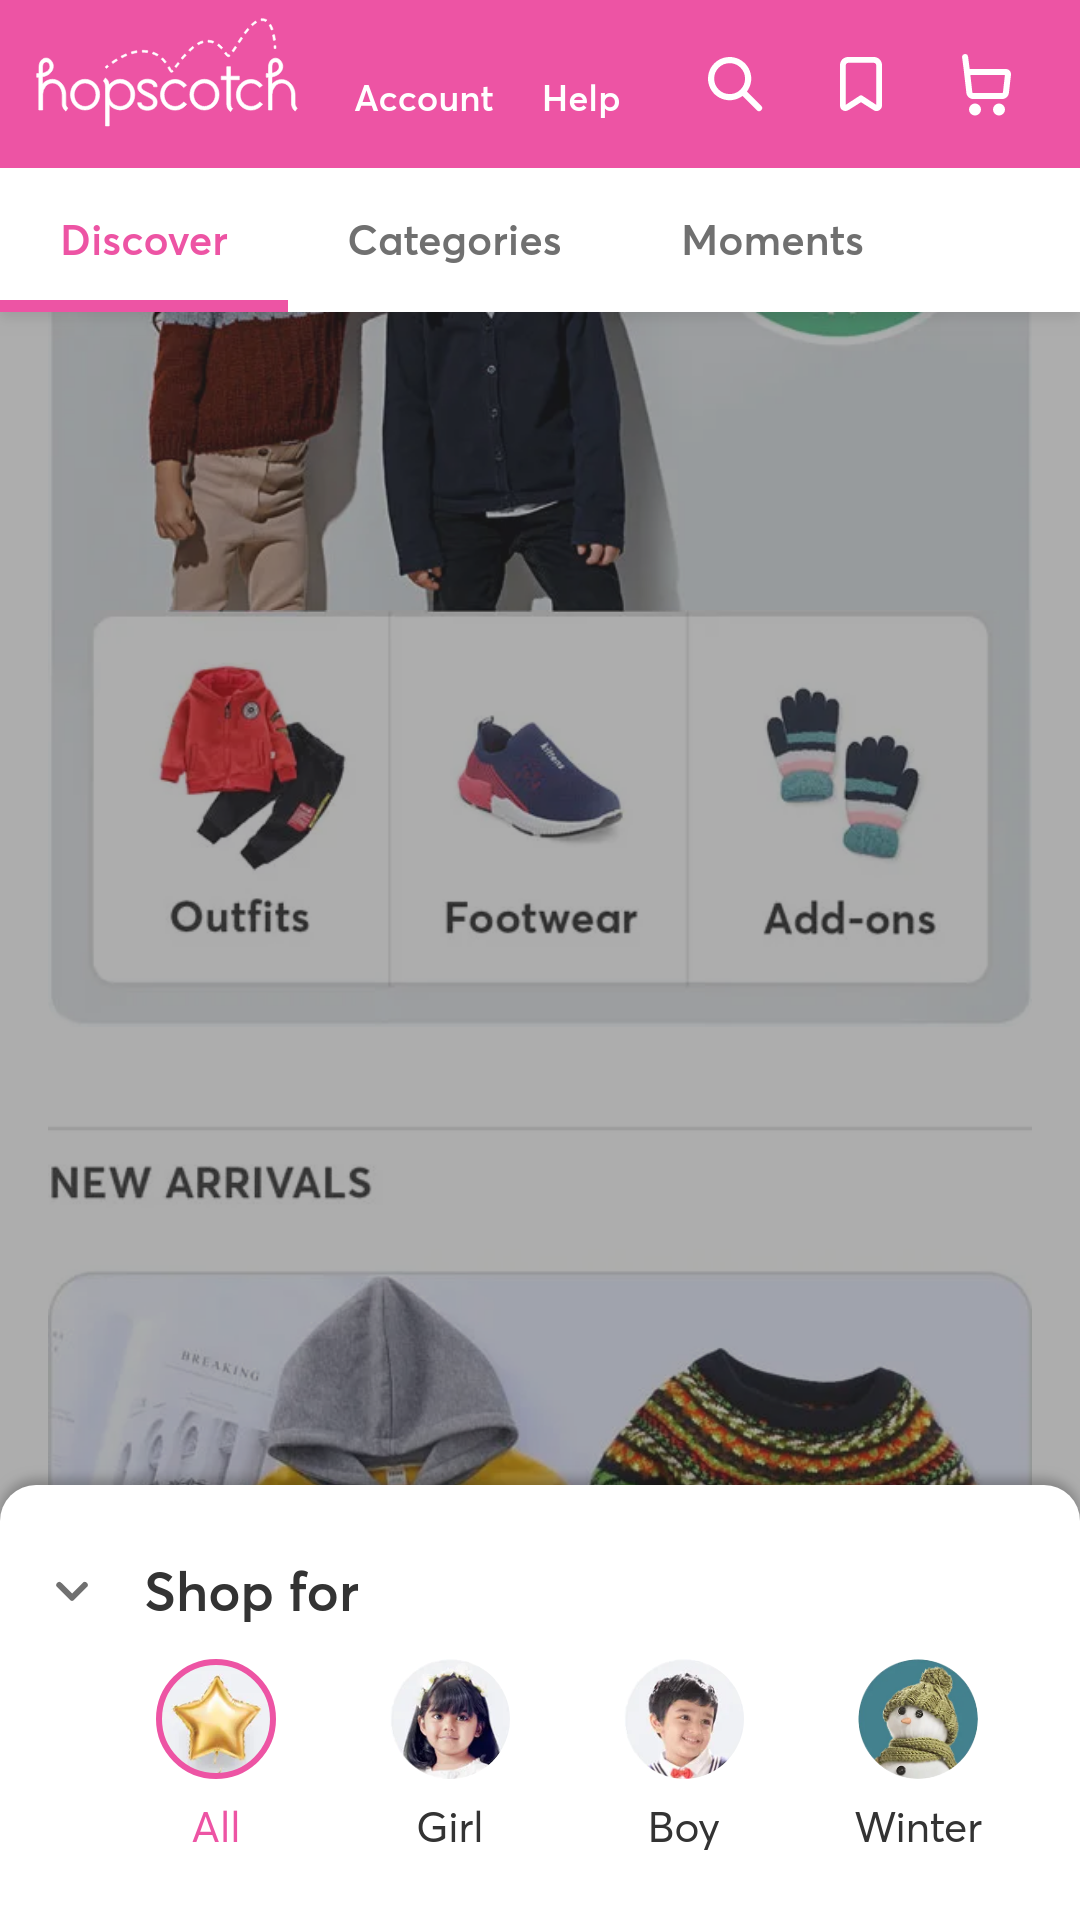 hopscotch
Account Help
Discover Categories Moments
kittens
Outfits Footwear Add-ons
NEW ARRIVALS
BREAKING
Shop for
All Girl Boy Winter